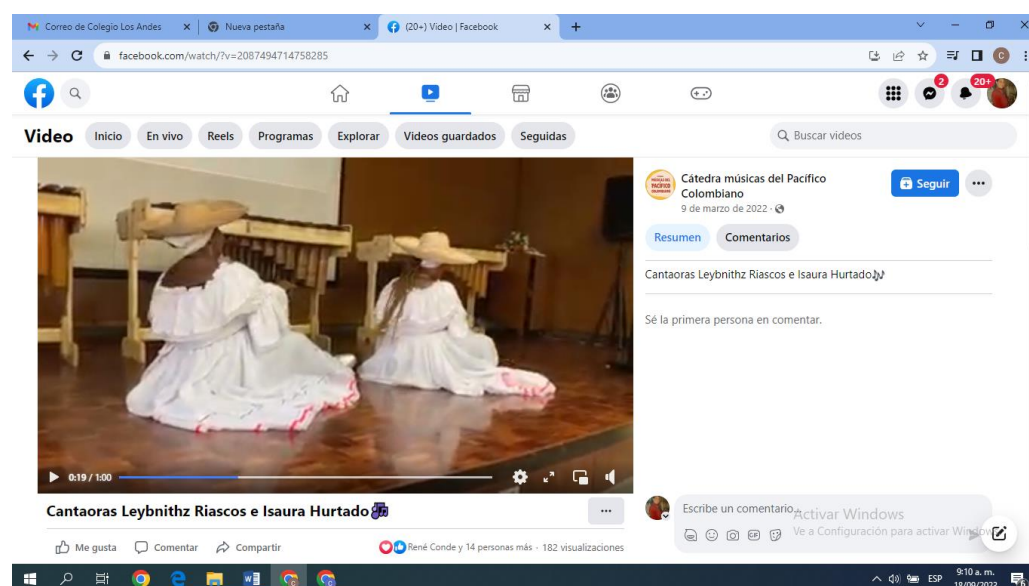 Correo de Colegio Los Andes
Nueva pestaña
(20+) Video | Facebook
facebook.com/watch/?v=2087494714758285
2
20+
Video
Inicio
En vivo
Reels
Programas
Explorar
Videos guardados
Seguidas
Buscar videos
Cátedra músicas del Pacífico
Colombiano
9 de marzo de 2022
Seguir
Resumen
Comentarios
Cantaoras Leybnithz Riascos e Isaura Hurtado
Sé la primera persona en comentar.
0:19 / 1:00
Cantaoras Leybnithz Riascos e Isaura Hurtado
Me gusta
Comentar
Compartir
René Conde y 14 personas más · 182 visualizaciones
Escribe un comentario...
Activar Windows
Ve a Configuración para activar Windows
GIF
ESP
9:10 a. m.